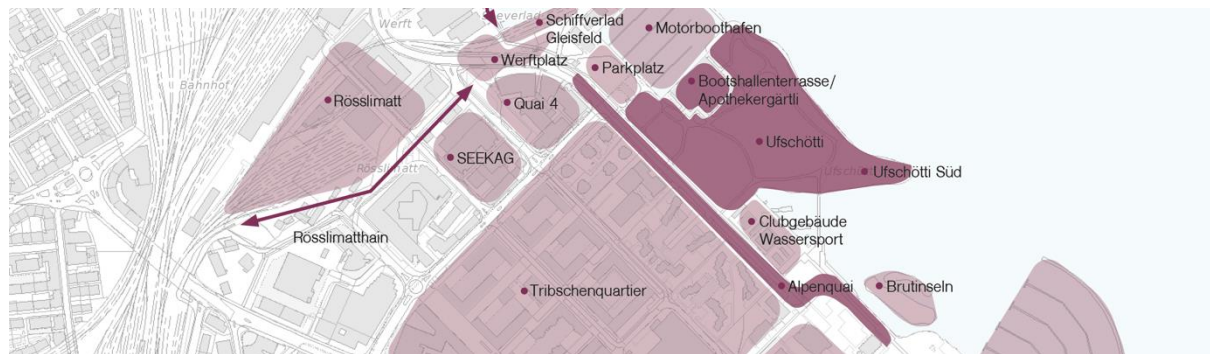 Werft
Schiffverlad
Gleisfeld
Motorboothafen
Werftplatz
Parkplatz
Bahnhof
Bootshallenterrasse/
Apothekergärtli
Rösslimatt
Quai 4
Ufschötti
SEEKAG
Rösslimatt
Ufschötti Süd
Clubgebäude
Wassersport
Rösslimatthain
Tribschenquartier
Alpenquai
Brutinseln